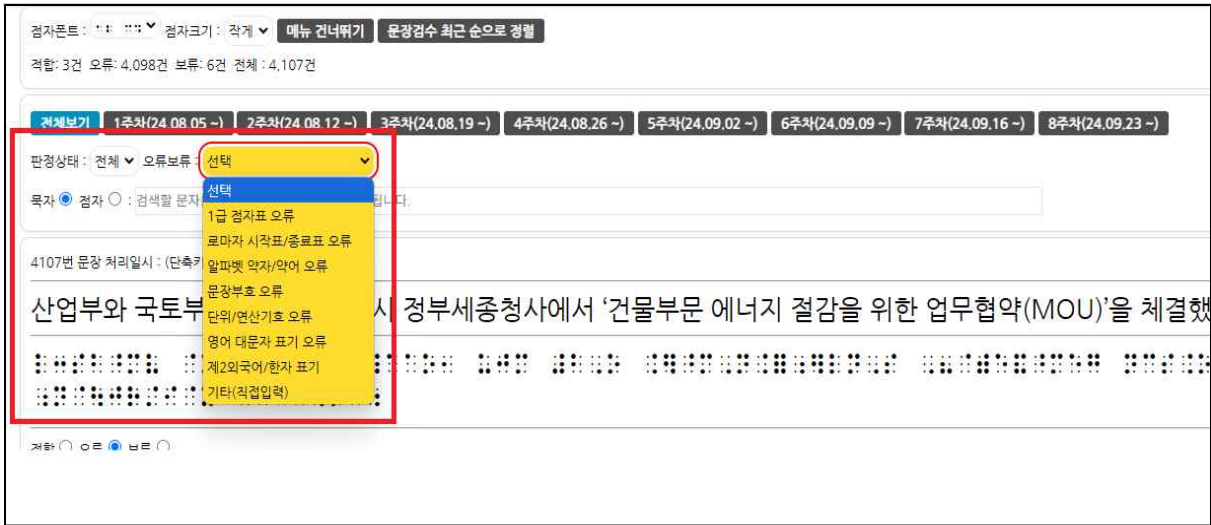 점자폰트 : ⠃⠗ ⠋⠝ 점자크기 : 작게 메뉴 건너뛰기 문장검수 최근 순으로 정렬
적합: 3건 오류: 4,098건 보류: 6건 전체 : 4,107건
전체보기 1주차(24.08.05 ~) 2주차(24.08.12 ~) 3주차(24.08.19 ~) 4주차(24.08.26 ~) 5주차(24.09.02 ~) 6주차(24.09.09 ~) 7주차(24.09.16 ~) 8주차(24.09.23 ~)
판정상태 : 전체 오류보류 : 선택
선택
묵자 점자 : 검색할 문자 됩니다.
1급 점자표 오류
로마자 시작표/종료표 오류
4107번 문장 처리일시 : (단축키
알파벳 약자/약어 오류
문장부호 오류
산업부와 국토부 시 정부세종청사에서 ‘건물부문 에너지 절감을 위한 업무협약(MOU)’을 체결했
단위/연산기호 오류
영어 대문자 표기 오류
제2외국어/한자 표기
기타(직접입력)
적합 오류 보류